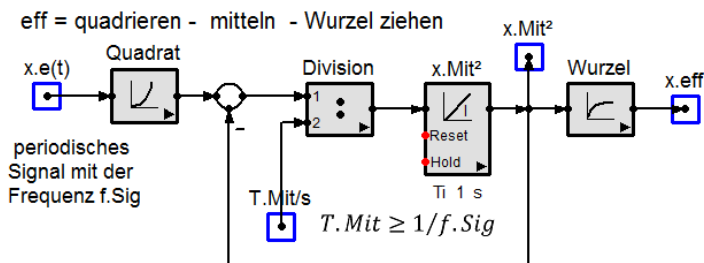 eff = quadrieren - mitteln - Wurzel ziehen
x.Mit²
Quadrat
x.e(t)
Division
x.Mit²
Wurzel
x.eff
1
2
-
I
Reset
Hold
periodisches
Signal mit der
Frequenz f.Sig
T.Mit/s
Ti 1 s
T.Mit ≥ 1/f.Sig